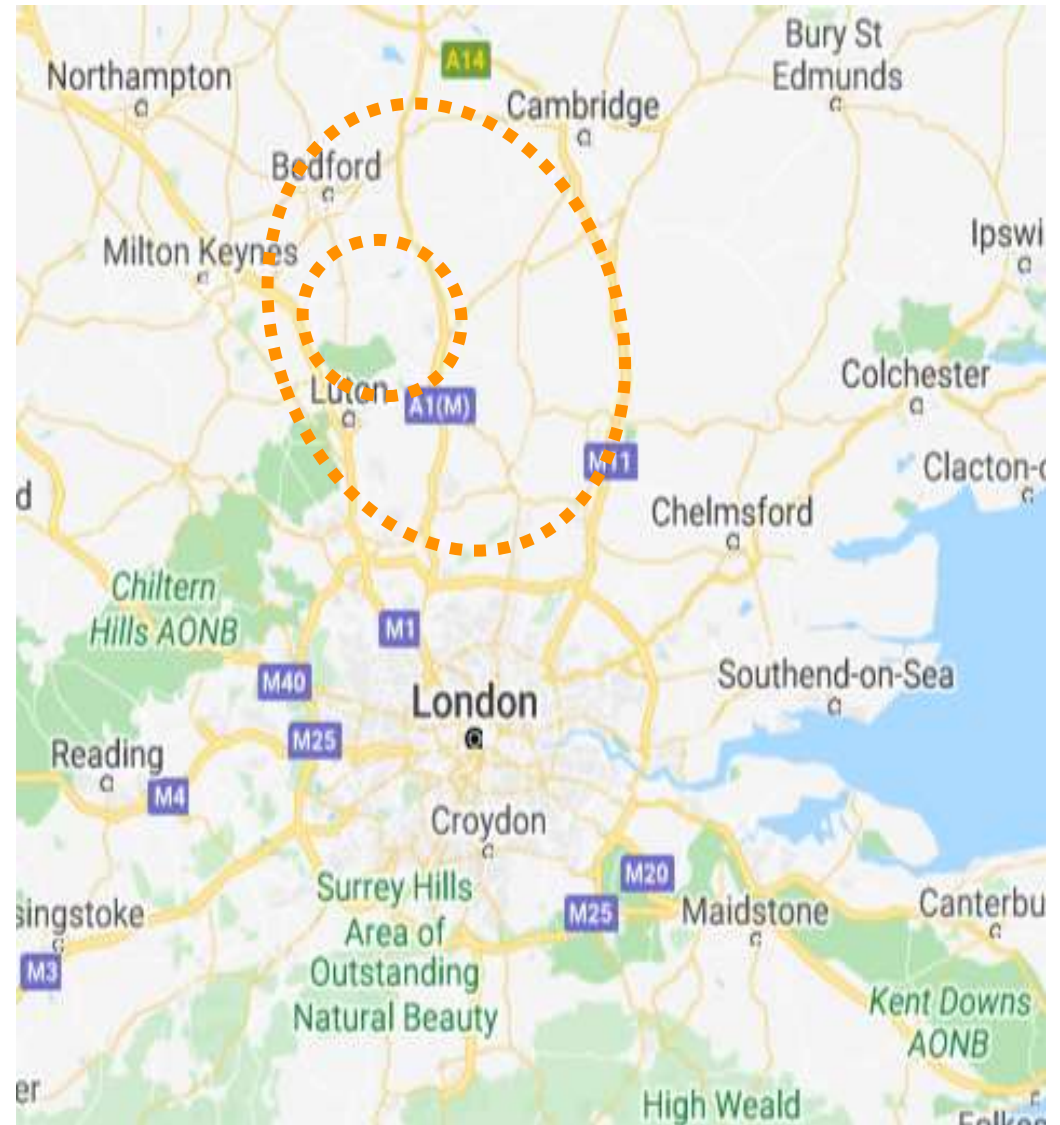 Bury St
Edmunds
A14
Northampton
Cambridge
Bedford
Milton Keynes
Ipswi
Colchester
Luton
A1(M)
M11
Clacton-o
d
Chelmsford
Chiltern
Hills AONB
M1
M40
Southend-on-Sea
London
M25
Reading
M4
Croydon
M20
Surrey Hills
Area of
Outstanding
Natural Beauty
M25
Maidstone
Canterbu
singstoke
M3
Kent Downs
AONB
er
High Weald